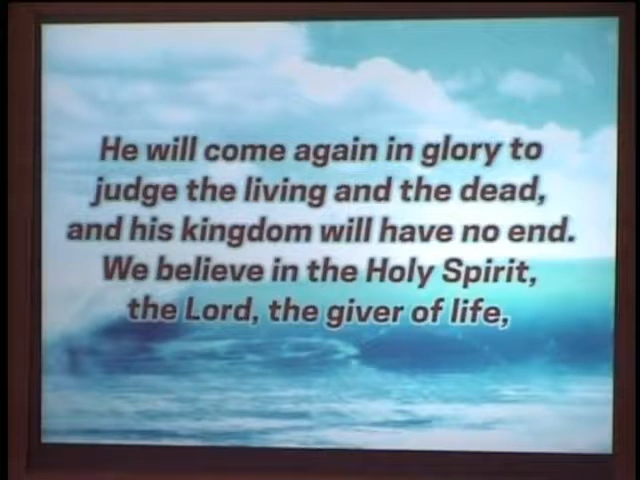 He will come again in glory to
judge the living and the dead,
and his kingdom will have no end.
We believe in the Holy Spirit,
the Lord, the giver of life,